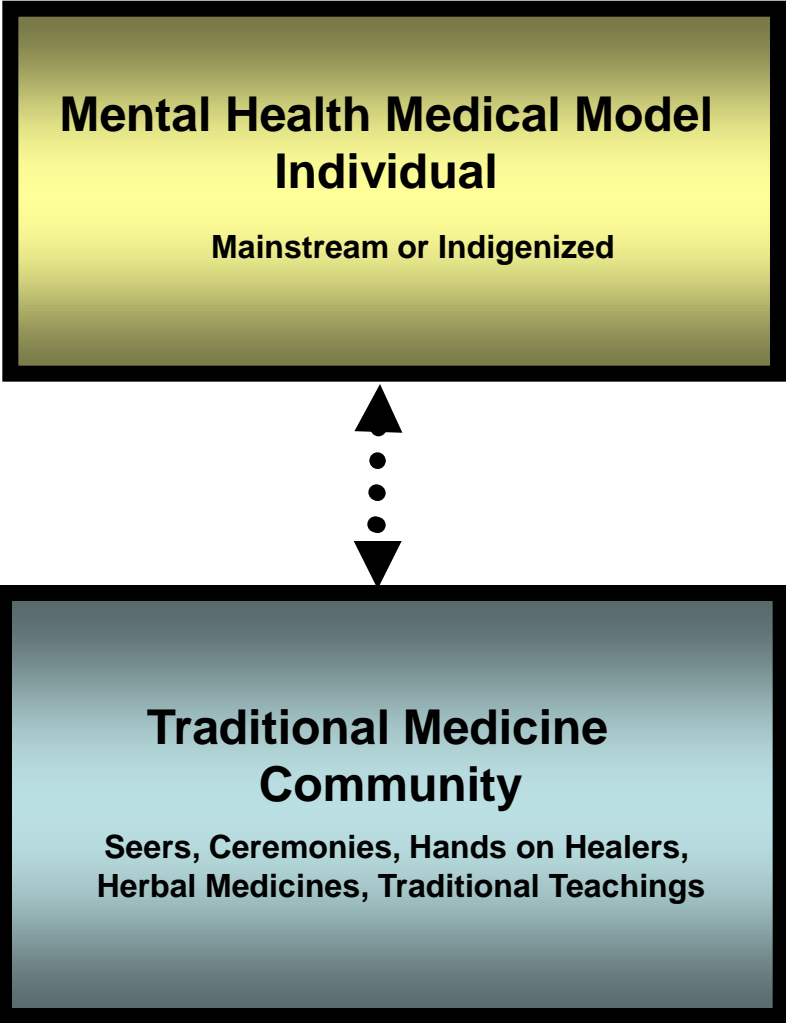 Mental Health Medical Model
Individual
Mainstream or Indigenized
Traditional Medicine
Community
Seers, Ceremonies, Hands on Healers,
Herbal Medicines, Traditional Teachings